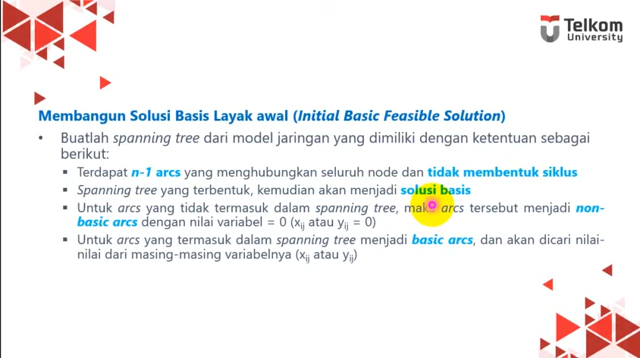 Telkom
University
Membangun Solusi Basis Layak awal (Initial Basic Feasible Solution)
• Buatlah spanning tree dari model jaringan yang dimiliki dengan ketentuan sebagai
berikut:
Terdapat n-1 arcs yang menghubungkan seluruh node dan tidak membentuk siklus
Spanning tree yang terbentuk, kemudian akan menjadi solusi basis
Untuk arcs yang tidak termasuk dalam spanning tree, maka arcs tersebut menjadi non-
basic arcs dengan nilai variabel = 0 (xij atau yij = 0)
Untuk arcs yang termasuk dalam spanning tree menjadi basic arcs, dan akan dicari nilai-
nilai dari masing-masing variabelnya (xij atau yij)